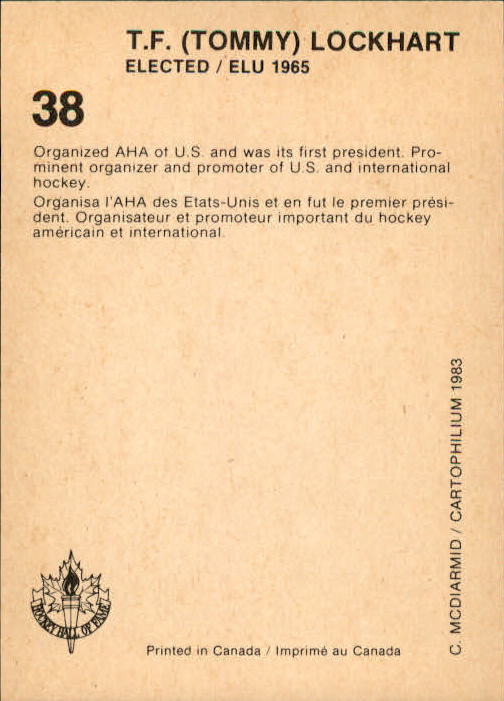 T.F. (TOMMY) LOCKHART
ELECTED / ELU 1965
38
Organized AHA of U.S. and was its first president. Pro-
minent organizer and promoter of U.S. and international
hockey.
Organisa l'AHA des Etats-Unis et en fut le premier prési-
dent. Organisateur et promoteur important du hockey
américain et international.
C. MCDIARMID / CARTOPHILIUM 1983
HOCKEY HALL OF FAME
Printed in Canada / Imprimé au Canada